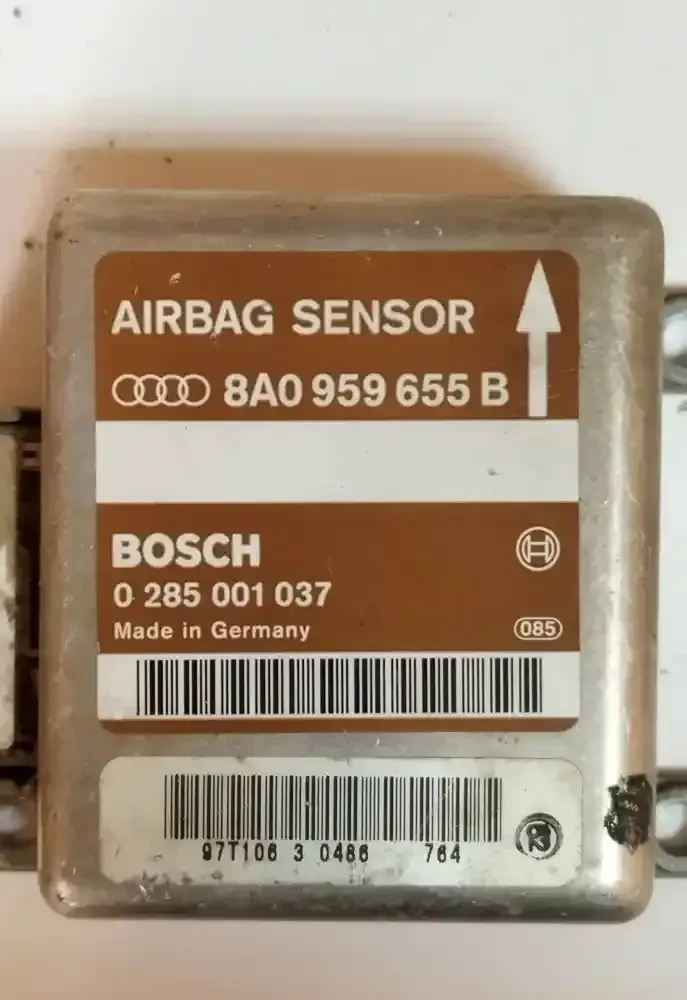 AIRBAG SENSOR
8A0 959 655 B
BOSCH
0 285 001 037
Made in Germany
085
97T106 3 0486 764